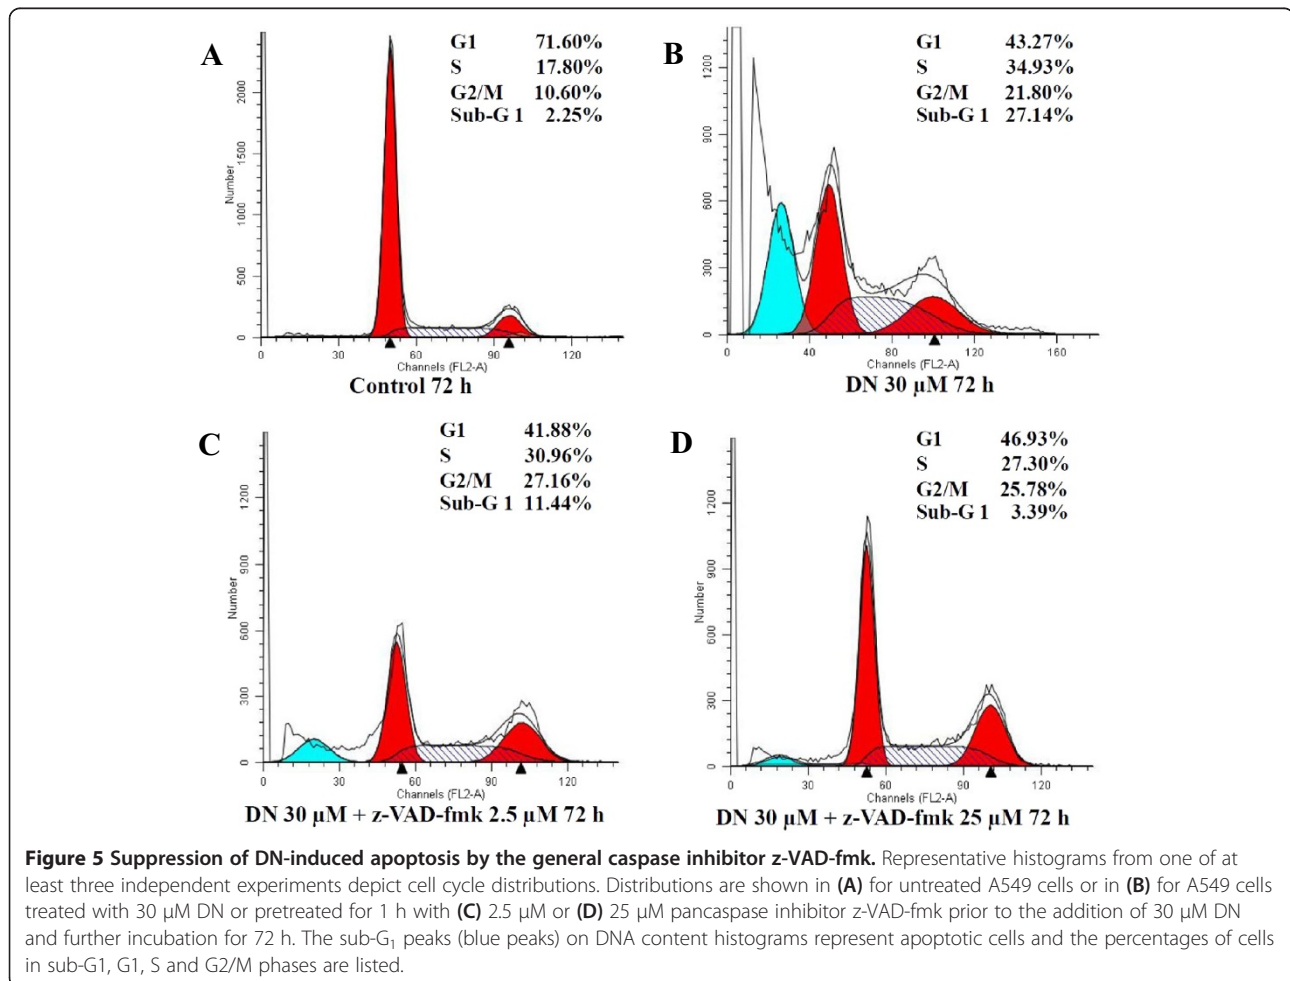 A
G1 71.60%
S 17.80%
G2/M 10.60%
Sub-G 1 2.25%
Number
0 500 1000 1500 2000
0 30 60 90 120
Channels (FL2-A)
Control 72 h
B
G1 43.27%
S 34.93%
G2/M 21.80%
Sub-G 1 27.14%
Number
0 300 600 900 1200
0 40 80 120 160
Channels (FL2-A)
DN 30 µM 72 h
C
G1 41.88%
S 30.96%
G2/M 27.16%
Sub-G 1 11.44%
Number
0 300 600 900 1200
0 30 60 90 120
Channels (FL2-A)
DN 30 µM + z-VAD-fmk 2.5 µM 72 h
D
G1 46.93%
S 27.30%
G2/M 25.78%
Sub-G 1 3.39%
Number
0 300 600 900 1200
0 30 60 90 120
Channels (FL2-A)
DN 30 µM + z-VAD-fmk 25 µM 72 h
Figure 5 Suppression of DN-induced apoptosis by the general caspase inhibitor z-VAD-fmk. Representative histograms from one of at
least three independent experiments depict cell cycle distributions. Distributions are shown in (A) for untreated A549 cells or in (B) for A549 cells
treated with 30 µM DN or pretreated for 1 h with (C) 2.5 µM or (D) 25 µM pancaspase inhibitor z-VAD-fmk prior to the addition of 30 µM DN
and further incubation for 72 h. The sub-G₁ peaks (blue peaks) on DNA content histograms represent apoptotic cells and the percentages of cells
in sub-G1, G1, S and G2/M phases are listed.